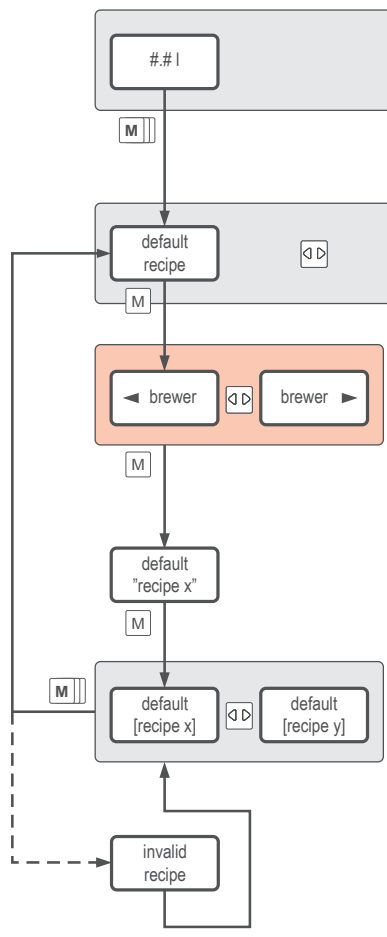 #.# l
M
default
recipe
M
◄ brewer
brewer ►
M
default
"recipe x"
M
M
default
[recipe x]
default
[recipe y]
invalid
recipe